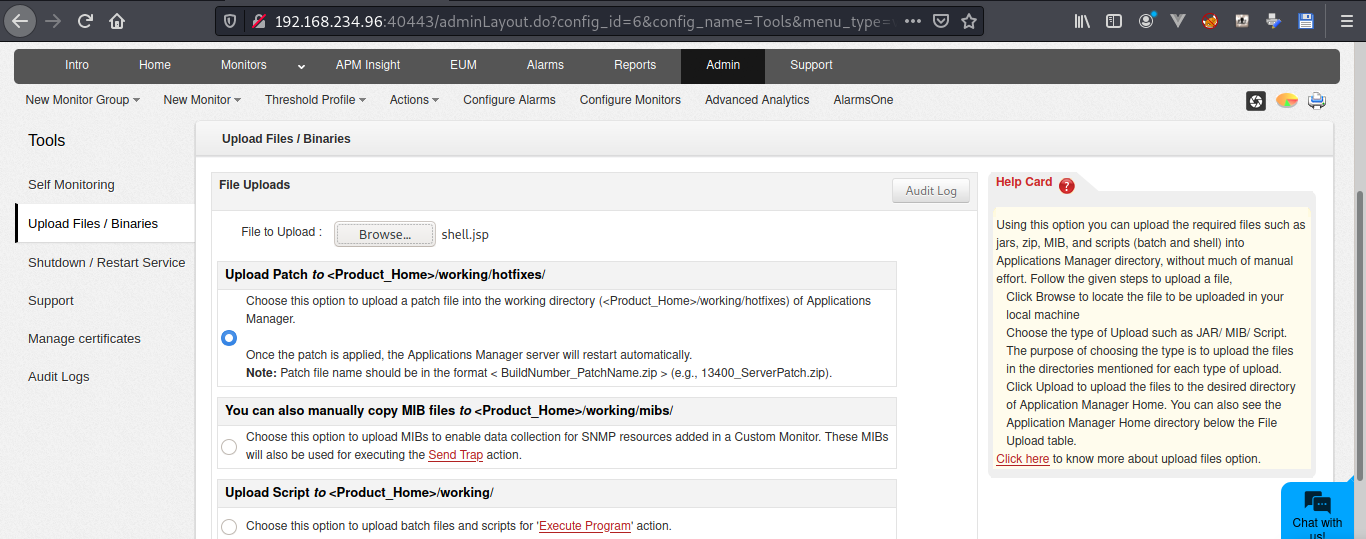 192.168.234.96:40443/adminLayout.do?config_id=6&config_name=Tools&menu_type=
Intro Home Monitors APM Insight EUM Alarms Reports Admin Support
New Monitor Group New Monitor Threshold Profile Actions Configure Alarms Configure Monitors Advanced Analytics AlarmsOne
Tools
Self Monitoring
Upload Files / Binaries
Shutdown / Restart Service
Support
Manage certificates
Audit Logs
Upload Files / Binaries
File Uploads
Audit Log
File to Upload :
Browse...
shell.jsp
Upload Patch to <Product_Home>/working/hotfixes/
Choose this option to upload a patch file into the working directory (<Product_Home>/working/hotfixes) of Applications
Manager.
Once the patch is applied, the Applications Manager server will restart automatically.
Note: Patch file name should be in the format < BuildNumber_PatchName.zip > (e.g., 13400_ServerPatch.zip).
You can also manually copy MIB files to <Product_Home>/working/mibs/
Choose this option to upload MIBs to enable data collection for SNMP resources added in a Custom Monitor. These MIBs
will also be used for executing the Send Trap action.
Upload Script to <Product_Home>/working/
Choose this option to upload batch files and scripts for 'Execute Program' action.
Help Card ?
Using this option you can upload the required files such as
jars, zip, MIB, and scripts (batch and shell) into
Applications Manager directory, without much of manual
effort. Follow the given steps to upload a file,
Click Browse to locate the file to be uploaded in your
local machine
Choose the type of Upload such as JAR/ MIB/ Script.
The purpose of choosing the type is to upload the files
in the directories mentioned for each type of upload.
Click Upload to upload the files to the desired directory
of Application Manager Home. You can also see the
Application Manager Home directory below the File
Upload table.
Click here to know more about upload files option.
Chat with
us!